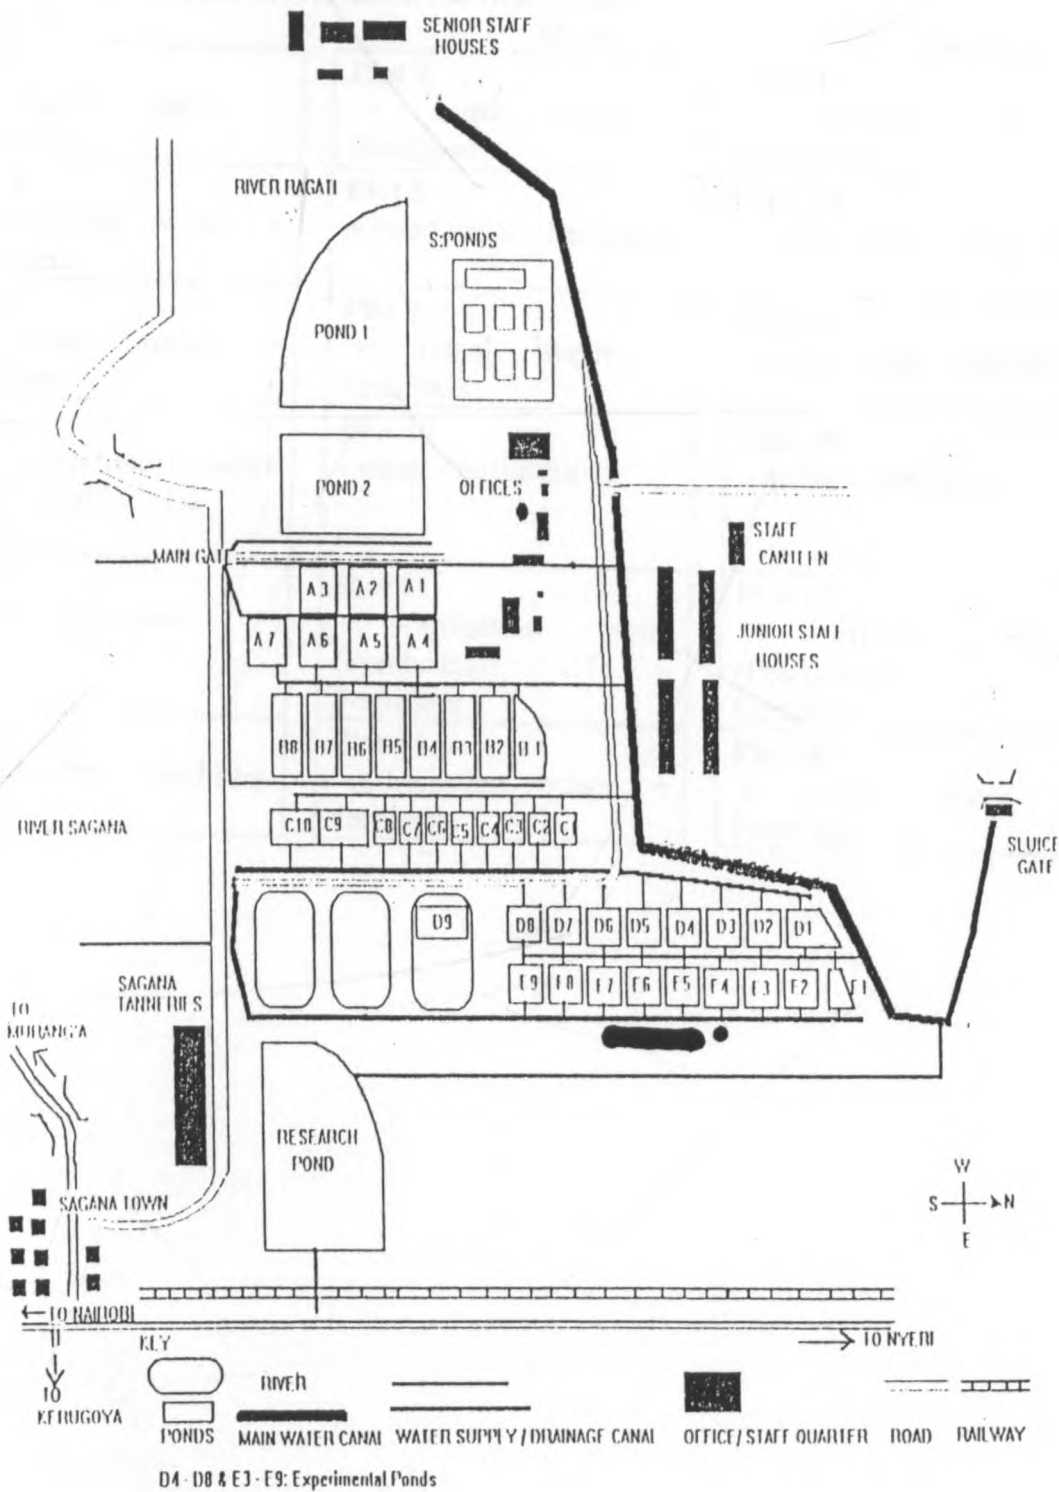 SENIOR STAFF
HOUSES
RIVER RAGATI
S:PONDS
POND 1
POND 2
OFFICES
MAIN GATE
STAFF
CANTEEN
A3 A2 A1
A7 A6 A5 A4
JUNIOR STAFF
HOUSES
B8 B7 B6 B5 B4 B3 B2 B1
RIVER SAGANA
C10 C9 C8 C7 C6 C5 C4 C3 C2 C1
SLUICE
GATE
D9 D8 D7 D6 D5 D4 D3 D2 D1
E9 E8 E7 E6 E5 E4 E3 E2 E1
SAGANA
TANNERIES
TO
MURANG'A
RESEARCH
POND
SAGANA TOWN
W
S N
E
TO NAIROBI
TO NYERI
KEY
TO
KERUGOYA
RIVER
PONDS MAIN WATER CANAL WATER SUPPLY / DRAINAGE CANAL OFFICE/ STAFF QUARTER ROAD RAILWAY
D4 - D8 & E3 - E9: Experimental Ponds